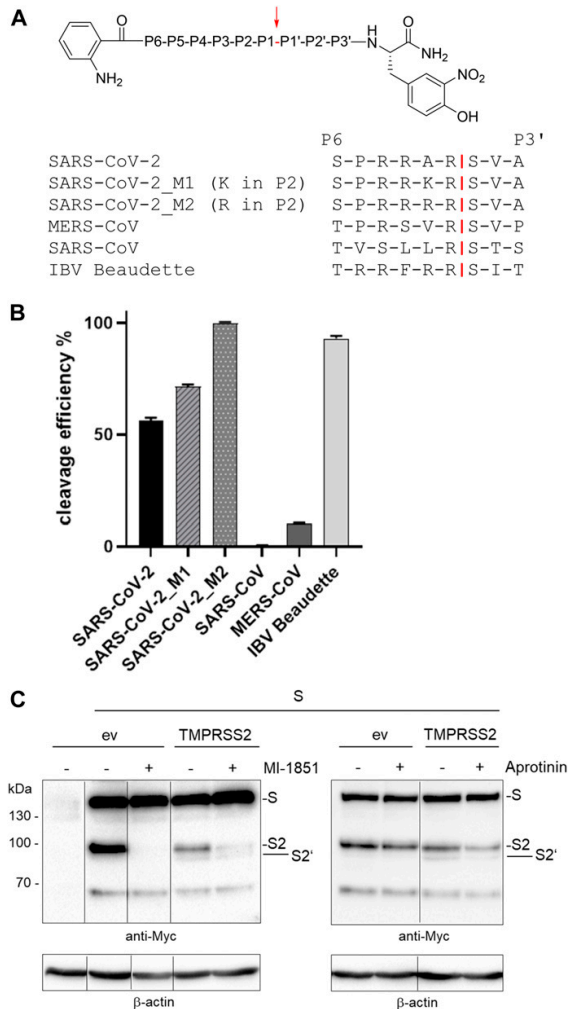 A
O
P6-P5-P4-P3-P2-P1-P1'-P2'-P3'
H
N
O
NH2
NH2
NO2
OH
P6 P3'
SARS-CoV-2 S-P-R-R-A-R|S-V-A
SARS-CoV-2_M1 (K in P2) S-P-R-R-K-R|S-V-A
SARS-CoV-2_M2 (R in P2) S-P-R-R-R-R|S-V-A
MERS-CoV T-P-R-S-V-R|S-V-P
SARS-CoV T-V-S-L-L-R|S-T-S
IBV Beaudette T-R-R-F-R-R|S-I-T
B
cleavage efficiency %
100
50
0
SARS-CoV-2
SARS-CoV-2_M1
SARS-CoV-2_M2
SARS-CoV
MERS-CoV
IBV Beaudette
C
S
ev TMPRSS2 ev TMPRSS2
- - + - + MI-1851 - + - + Aprotinin
kDa
130 -
100 -
70 -
-S
-S2
S2‘
-S
-S2
S2‘
anti-Myc anti-Myc
β-actin β-actin